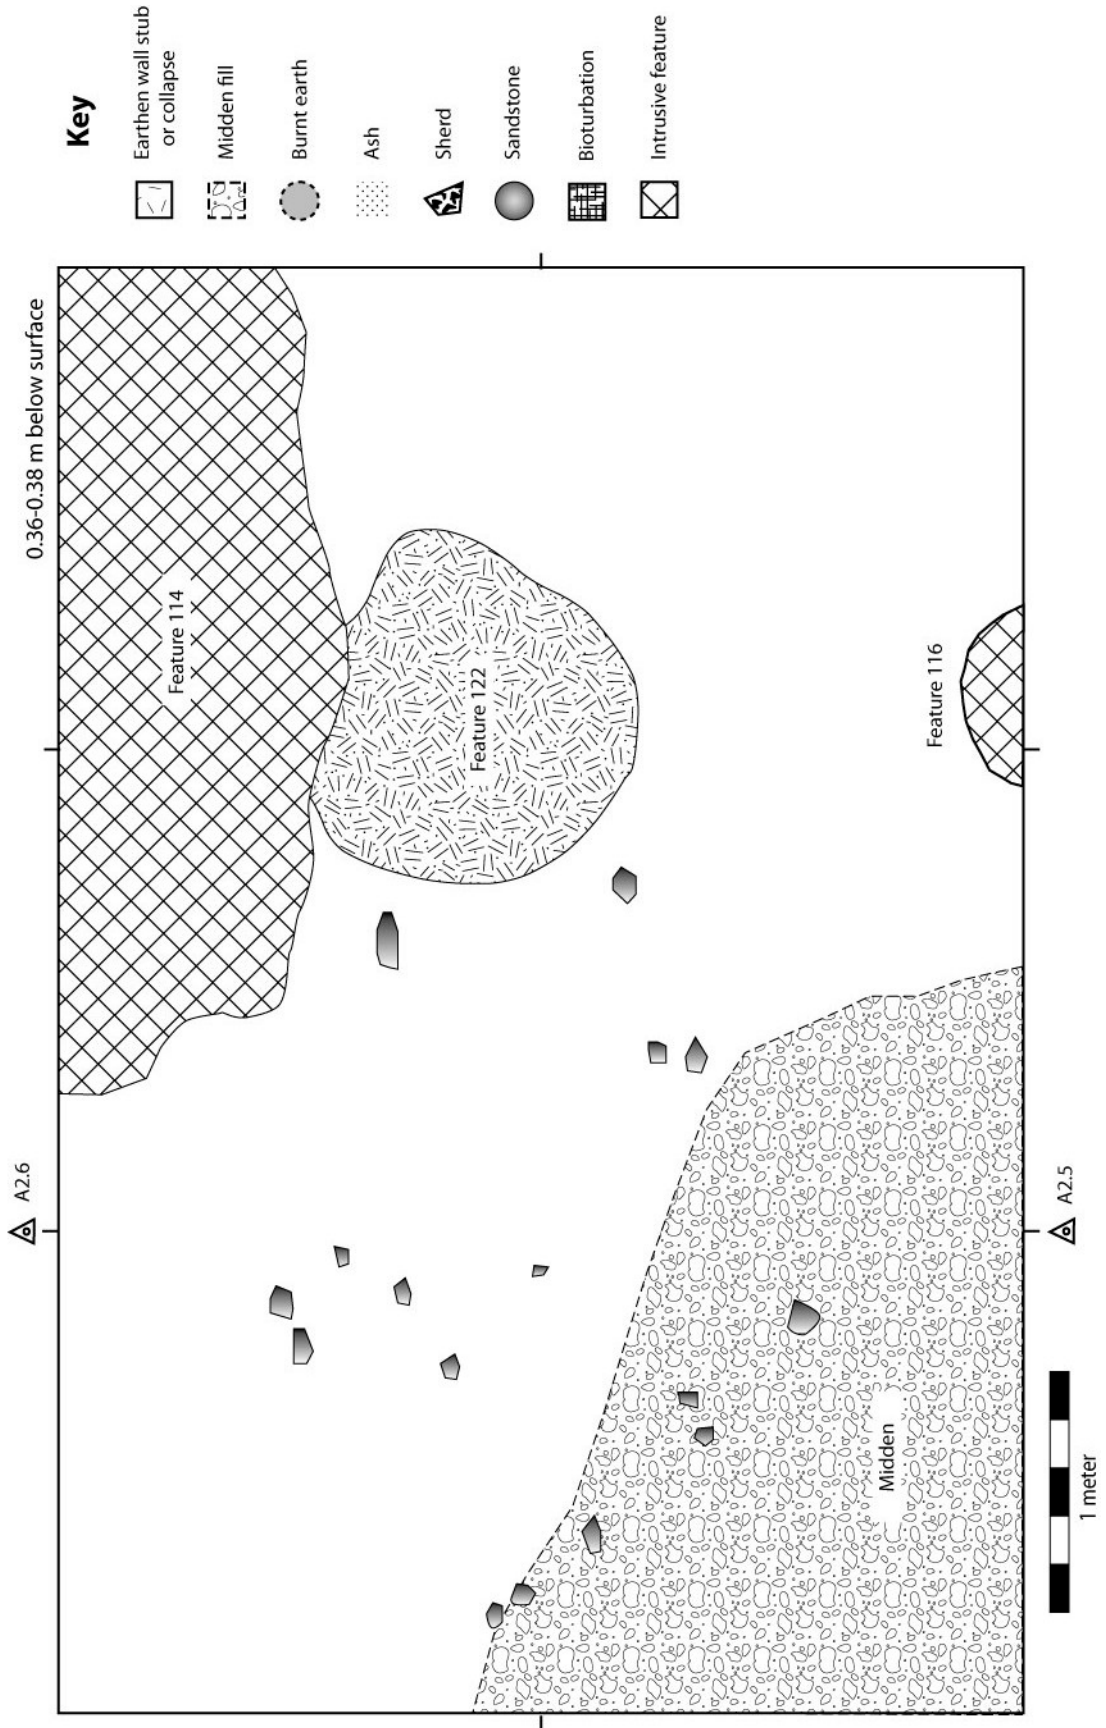 0.36-0.38 m below surface
Key
Earthen wall stub
or collapse
Midden fill
Burnt earth
Ash
Sherd
Sandstone
Bioturbation
Intrusive feature
A2.6
Feature 114
Feature 122
Feature 116
Midden
A2.5
1 meter